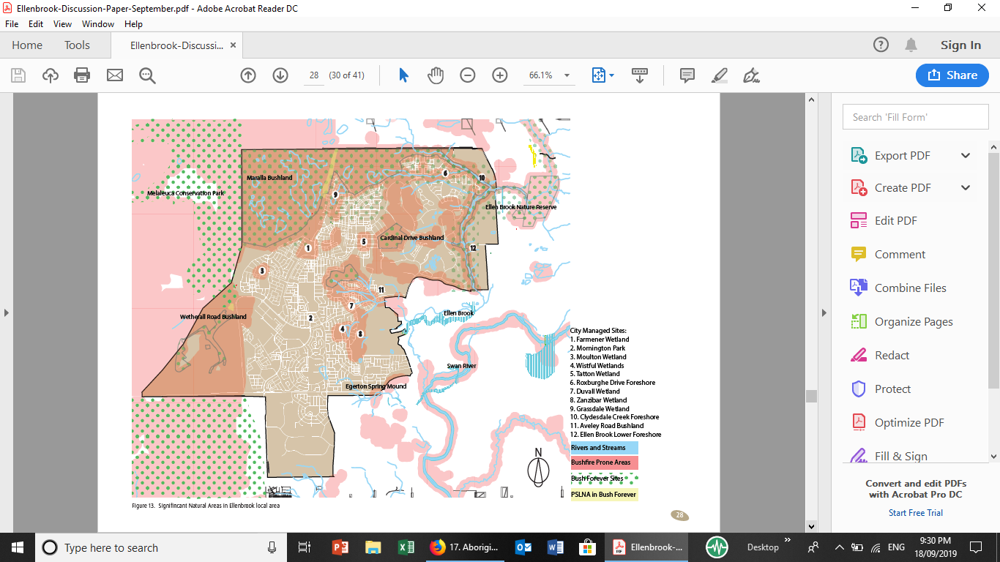 Ellenbrook-Discussion-Paper-September.pdf - Adobe Acrobat Reader DC
File Edit View Window Help
Home Tools Ellenbrook-Discussi... × ? Sign In
28 (30 of 41) 66.1% Share
Search 'Fill Form'
Export PDF
Create PDF
Edit PDF
Comment
Combine Files
Organize Pages
Redact
Protect
Optimize PDF
Fill & Sign
Convert and edit PDFs
with Acrobat Pro DC
Start Free Trial
Maralla Bushland
Melaleuca Conservation Park
6
10
9
Ellen Brook Nature Reserve
Cardinal Drive Bushland
5
1
12
3
11
7
Ellen Brook
Wetherall Road Bushland
2
4
8
Swan River
Egerton Spring Mound
City Managed Sites:
1. Farmener Wetland
2. Mornington Park
3. Moulton Wetland
4. Wistful Wetlands
5. Tatton Wetland
6. Roxburghe Drive Foreshore
7. Duvall Wetland
8. Zanzibar Wetland
9. Grassdale Wetland
10. Clydesdale Creek Foreshore
11. Aveley Road Bushland
12. Ellen Brook Lower Foreshore
Rivers and Streams
Bushfire Prone Areas
Bush Forever Sites
PSLNA in Bush Forever
N
Figure 13. Signifincant Natural Areas in Ellenbrook local area
28
Type here to search
17. Aborigi...
Ellenbrook-...
Desktop
ENG
9:30 PM
18/09/2019